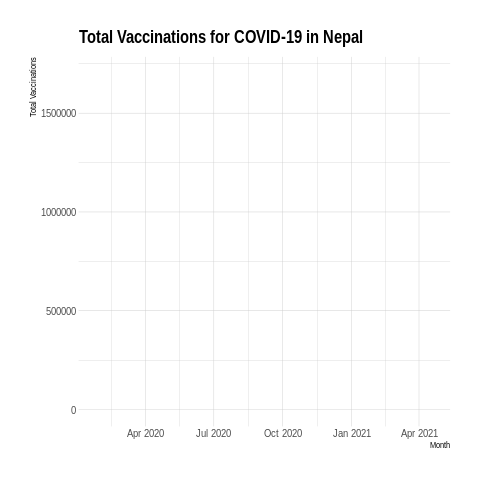 Total Vaccinations for COVID-19 in Nepal
Total Vaccinations
1500000
1000000
500000
0
Apr 2020 Jul 2020 Oct 2020 Jan 2021 Apr 2021
Month